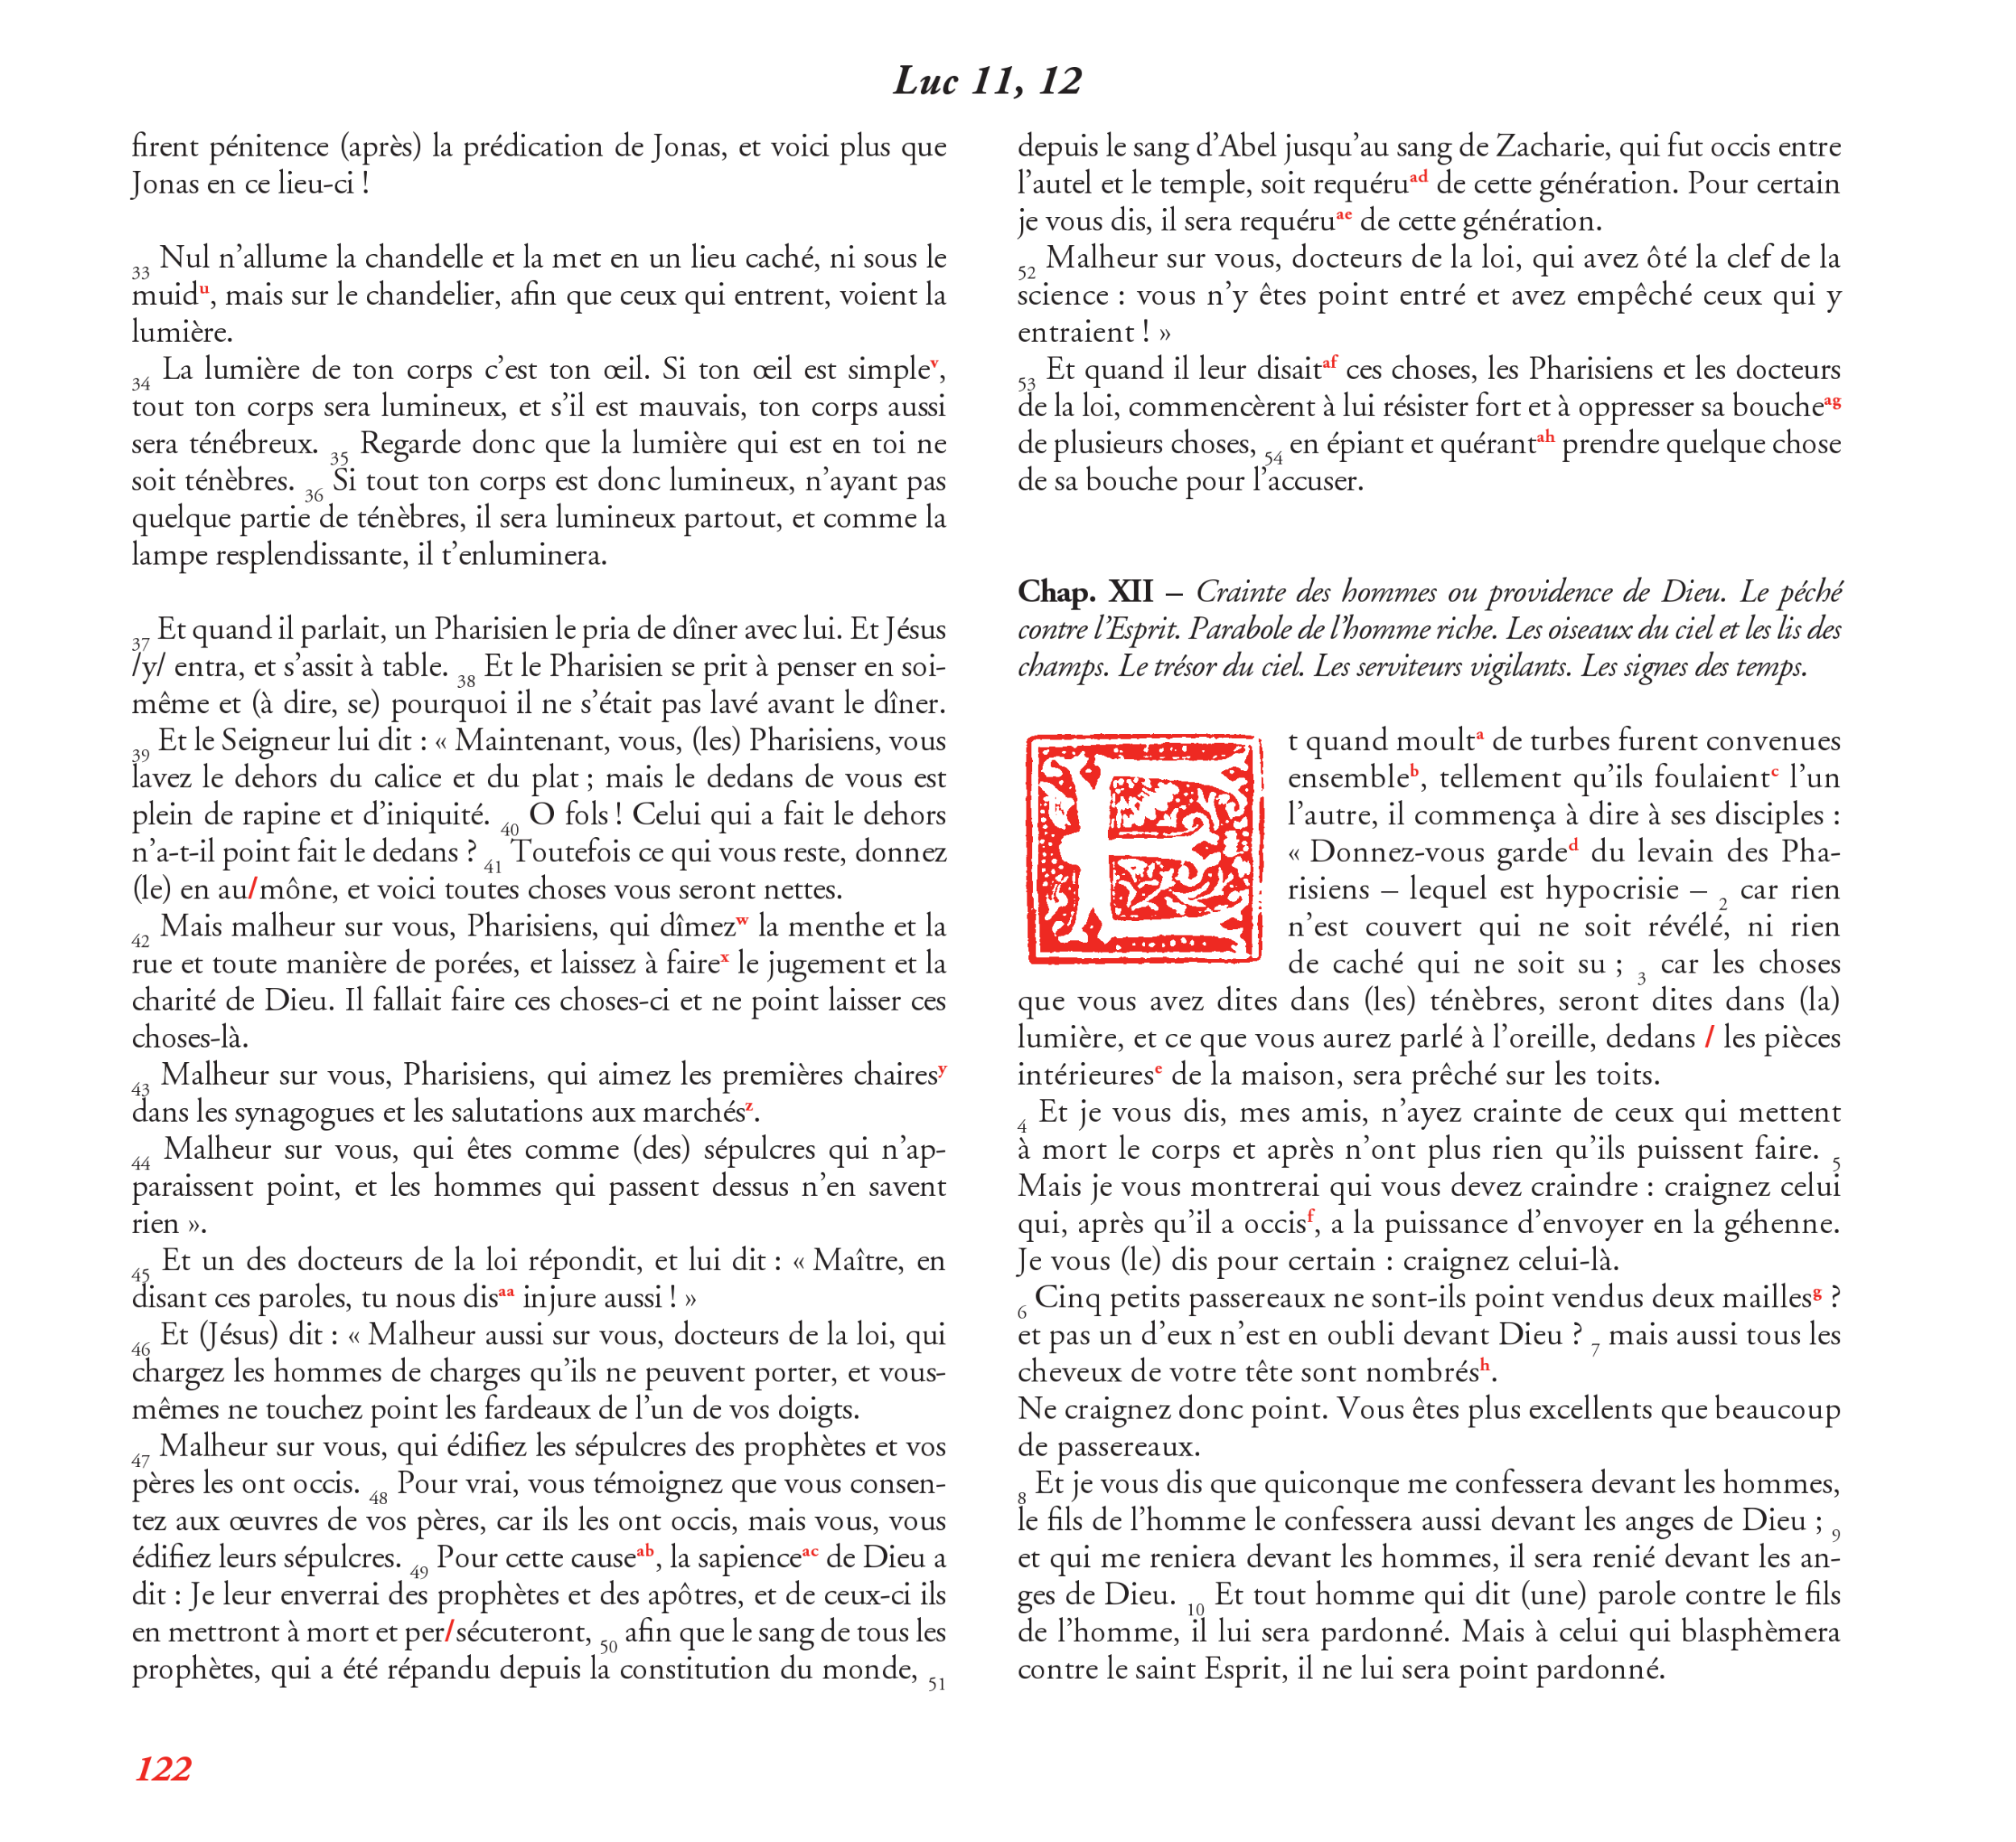 Luc 11, 12
firent pénitence (après) la prédication de Jonas, et voici plus que
Jonas en ce lieu-ci !
33 Nul n’allume la chandelle et la met en un lieu caché, ni sous le
muidu, mais sur le chandelier, afin que ceux qui entrent, voient la
lumière.
34 La lumière de ton corps c’est ton œil. Si ton œil est simplev,
tout ton corps sera lumineux, et s’il est mauvais, ton corps aussi
sera ténébreux. 35 Regarde donc que la lumière qui est en toi ne
soit ténèbres. 36 Si tout ton corps est donc lumineux, n’ayant pas
quelque partie de ténèbres, il sera lumineux partout, et comme la
lampe resplendissante, il t’enluminera.
37 Et quand il parlait, un Pharisien le pria de dîner avec lui. Et Jésus
/y/ entra, et s’assit à table. 38 Et le Pharisien se prit à penser en soi-
même et (à dire, se) pourquoi il ne s’était pas lavé avant le dîner.
39 Et le Seigneur lui dit : « Maintenant, vous, (les) Pharisiens, vous
lavez le dehors du calice et du plat ; mais le dedans de vous est
plein de rapine et d’iniquité. 40 O fols ! Celui qui a fait le dehors
n’a-t-il point fait le dedans ? 41 Toutefois ce qui vous reste, donnez
(le) en au/mône, et voici toutes choses vous seront nettes.
42 Mais malheur sur vous, Pharisiens, qui dîmezw la menthe et la
rue et toute manière de porées, et laissez à fairex le jugement et la
charité de Dieu. Il fallait faire ces choses-ci et ne point laisser ces
choses-là.
43 Malheur sur vous, Pharisiens, qui aimez les premières chairesy
dans les synagogues et les salutations aux marchész.
44 Malheur sur vous, qui êtes comme (des) sépulcres qui n’ap-
paraissent point, et les hommes qui passent dessus n’en savent
rien ».
45 Et un des docteurs de la loi répondit, et lui dit : « Maître, en
disant ces paroles, tu nous disaa injure aussi ! »
46 Et (Jésus) dit : « Malheur aussi sur vous, docteurs de la loi, qui
chargez les hommes de charges qu’ils ne peuvent porter, et vous-
mêmes ne touchez point les fardeaux de l’un de vos doigts.
47 Malheur sur vous, qui édifiez les sépulcres des prophètes et vos
pères les ont occis. 48 Pour vrai, vous témoignez que vous consen-
tez aux œuvres de vos pères, car ils les ont occis, mais vous, vous
édifiez leurs sépulcres. 49 Pour cette causeab, la sapienceac de Dieu a
dit : Je leur enverrai des prophètes et des apôtres, et de ceux-ci ils
en mettront à mort et per/sécuteront, 50 afin que le sang de tous les
prophètes, qui a été répandu depuis la constitution du monde, 51
depuis le sang d’Abel jusqu’au sang de Zacharie, qui fut occis entre
l’autel et le temple, soit requéruad de cette génération. Pour certain
je vous dis, il sera requéruae de cette génération.
52 Malheur sur vous, docteurs de la loi, qui avez ôté la clef de la
science : vous n’y êtes point entré et avez empêché ceux qui y
entraient ! »
53 Et quand il leur disaitaf ces choses, les Pharisiens et les docteurs
de la loi, commencèrent à lui résister fort et à oppresser sa boucheag
de plusieurs choses, 54 en épiant et quérantah prendre quelque chose
de sa bouche pour l’accuser.
Chap. XII – Crainte des hommes ou providence de Dieu. Le péché
contre l’Esprit. Parabole de l’homme riche. Les oiseaux du ciel et les lis des
champs. Le trésor du ciel. Les serviteurs vigilants. Les signes des temps.
Et quand moulta de turbes furent convenues
ensembleb, tellement qu’ils foulaientc l’un
l’autre, il commença à dire à ses disciples :
« Donnez-vous garded du levain des Pha-
risiens – lequel est hypocrisie – 2 car rien
n’est couvert qui ne soit révélé, ni rien
de caché qui ne soit su ; 3 car les choses
que vous avez dites dans (les) ténèbres, seront dites dans (la)
lumière, et ce que vous aurez parlé à l’oreille, dedans / les pièces
intérieurese de la maison, sera prêché sur les toits.
4 Et je vous dis, mes amis, n’ayez crainte de ceux qui mettent
à mort le corps et après n’ont plus rien qu’ils puissent faire. 5
Mais je vous montrerai qui vous devez craindre : craignez celui
qui, après qu’il a occisf, a la puissance d’envoyer en la géhenne.
Je vous (le) dis pour certain : craignez celui-là.
6 Cinq petits passereaux ne sont-ils point vendus deux maillesg ?
et pas un d’eux n’est en oubli devant Dieu ? 7 mais aussi tous les
cheveux de votre tête sont nombrésh.
Ne craignez donc point. Vous êtes plus excellents que beaucoup
de passereaux.
8 Et je vous dis que quiconque me confessera devant les hommes,
le fils de l’homme le confessera aussi devant les anges de Dieu ; 9
et qui me reniera devant les hommes, il sera renié devant les an-
ges de Dieu. 10 Et tout homme qui dit (une) parole contre le fils
de l’homme, il lui sera pardonné. Mais à celui qui blasphèmera
contre le saint Esprit, il ne lui sera point pardonné.
122